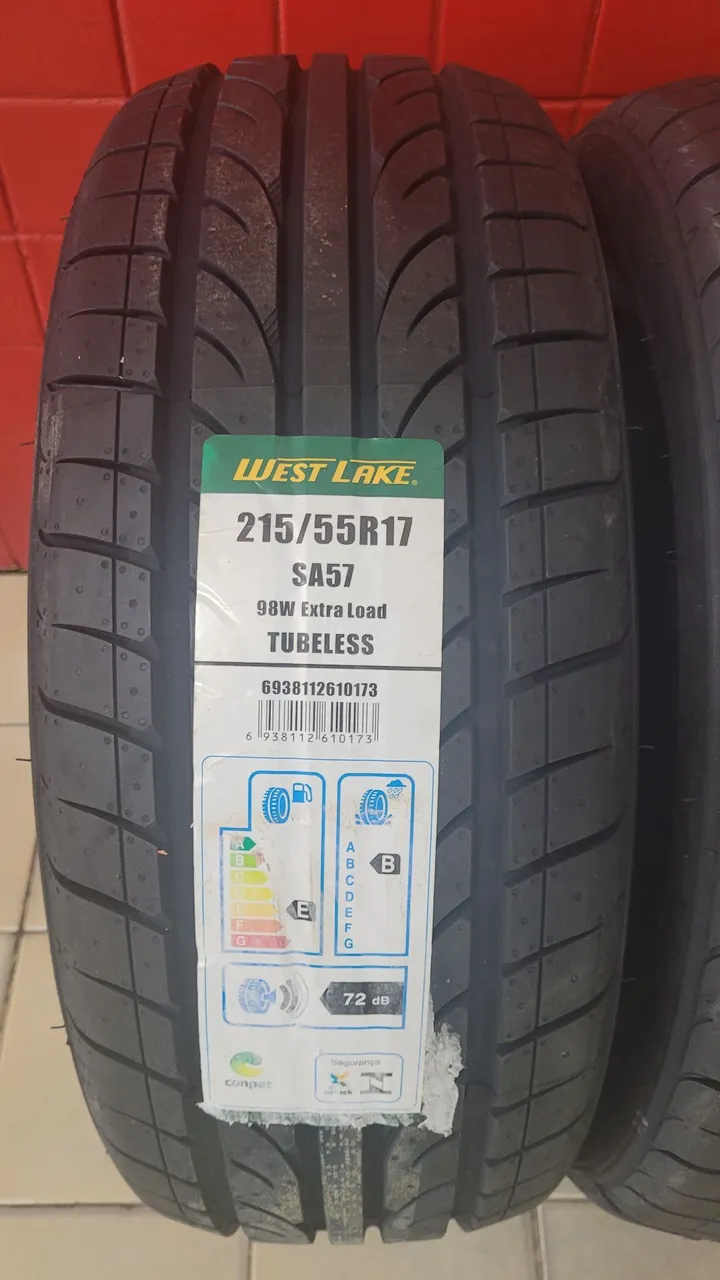 WEST LAKE®
215/55R17
SA57
98W Extra Load
TUBELESS
6938112610173
6 938112 610173
A
B
C
D
E
F
G
E
A
B
C
D
E
F
G
B
72 dB
conpet
Segurança